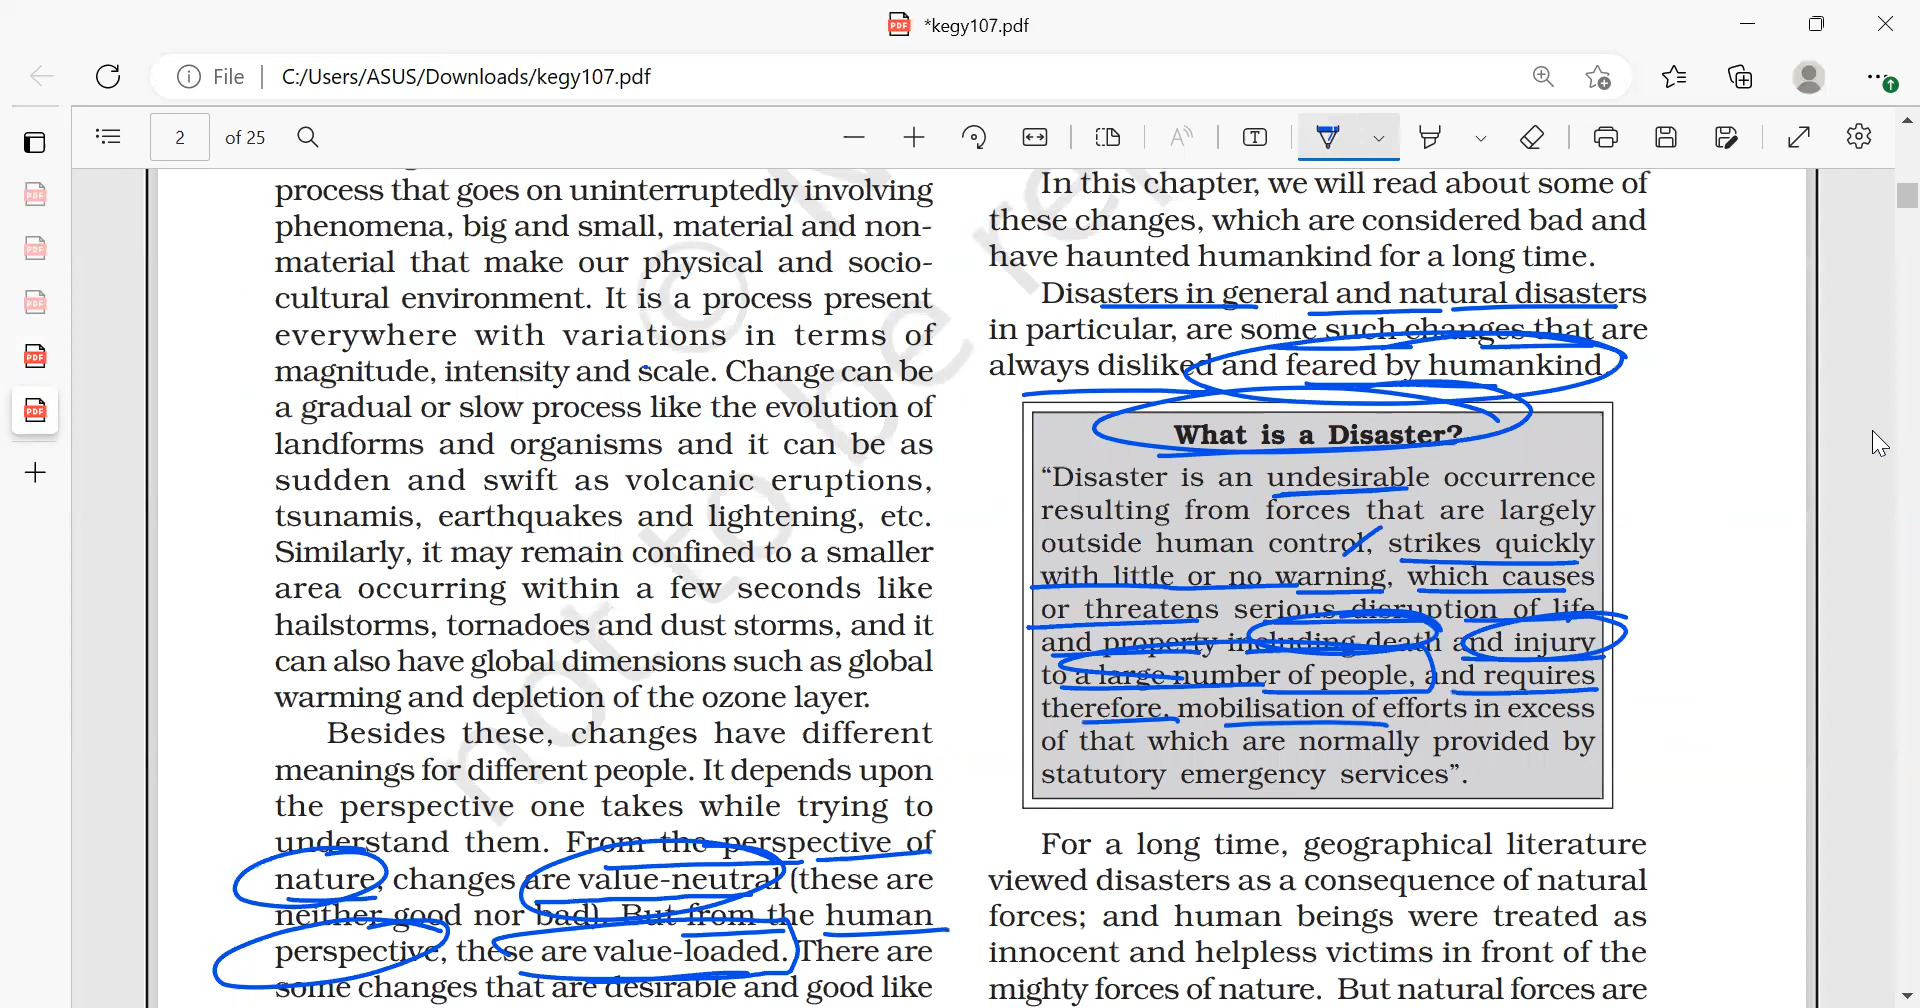 *kegy107.pdf
File
C:/Users/ASUS/Downloads/kegy107.pdf
2 of 25
process that goes on uninterruptedly involving
phenomena, big and small, material and non-
material that make our physical and socio-
cultural environment. It is a process present
everywhere with variations in terms of
magnitude, intensity and scale. Change can be
a gradual or slow process like the evolution of
landforms and organisms and it can be as
sudden and swift as volcanic eruptions,
tsunamis, earthquakes and lightening, etc.
Similarly, it may remain confined to a smaller
area occurring within a few seconds like
hailstorms, tornadoes and dust storms, and it
can also have global dimensions such as global
warming and depletion of the ozone layer.
Besides these, changes have different
meanings for different people. It depends upon
the perspective one takes while trying to
understand them. From the perspective of
nature, changes are value-neutral (these are
neither good nor bad). But from the human
perspective, these are value-loaded. There are
some changes that are desirable and good like
In this chapter, we will read about some of
these changes, which are considered bad and
have haunted humankind for a long time.
Disasters in general and natural disasters
in particular, are some such changes that are
always disliked and feared by humankind.
What is a Disaster?
“Disaster is an undesirable occurrence
resulting from forces that are largely
outside human control, strikes quickly
with little or no warning, which causes
or threatens serious disruption of life
and property including death and injury
to a large number of people, and requires
therefore, mobilisation of efforts in excess
of that which are normally provided by
statutory emergency services”.
For a long time, geographical literature
viewed disasters as a consequence of natural
forces; and human beings were treated as
innocent and helpless victims in front of the
mighty forces of nature. But natural forces are
not to be re